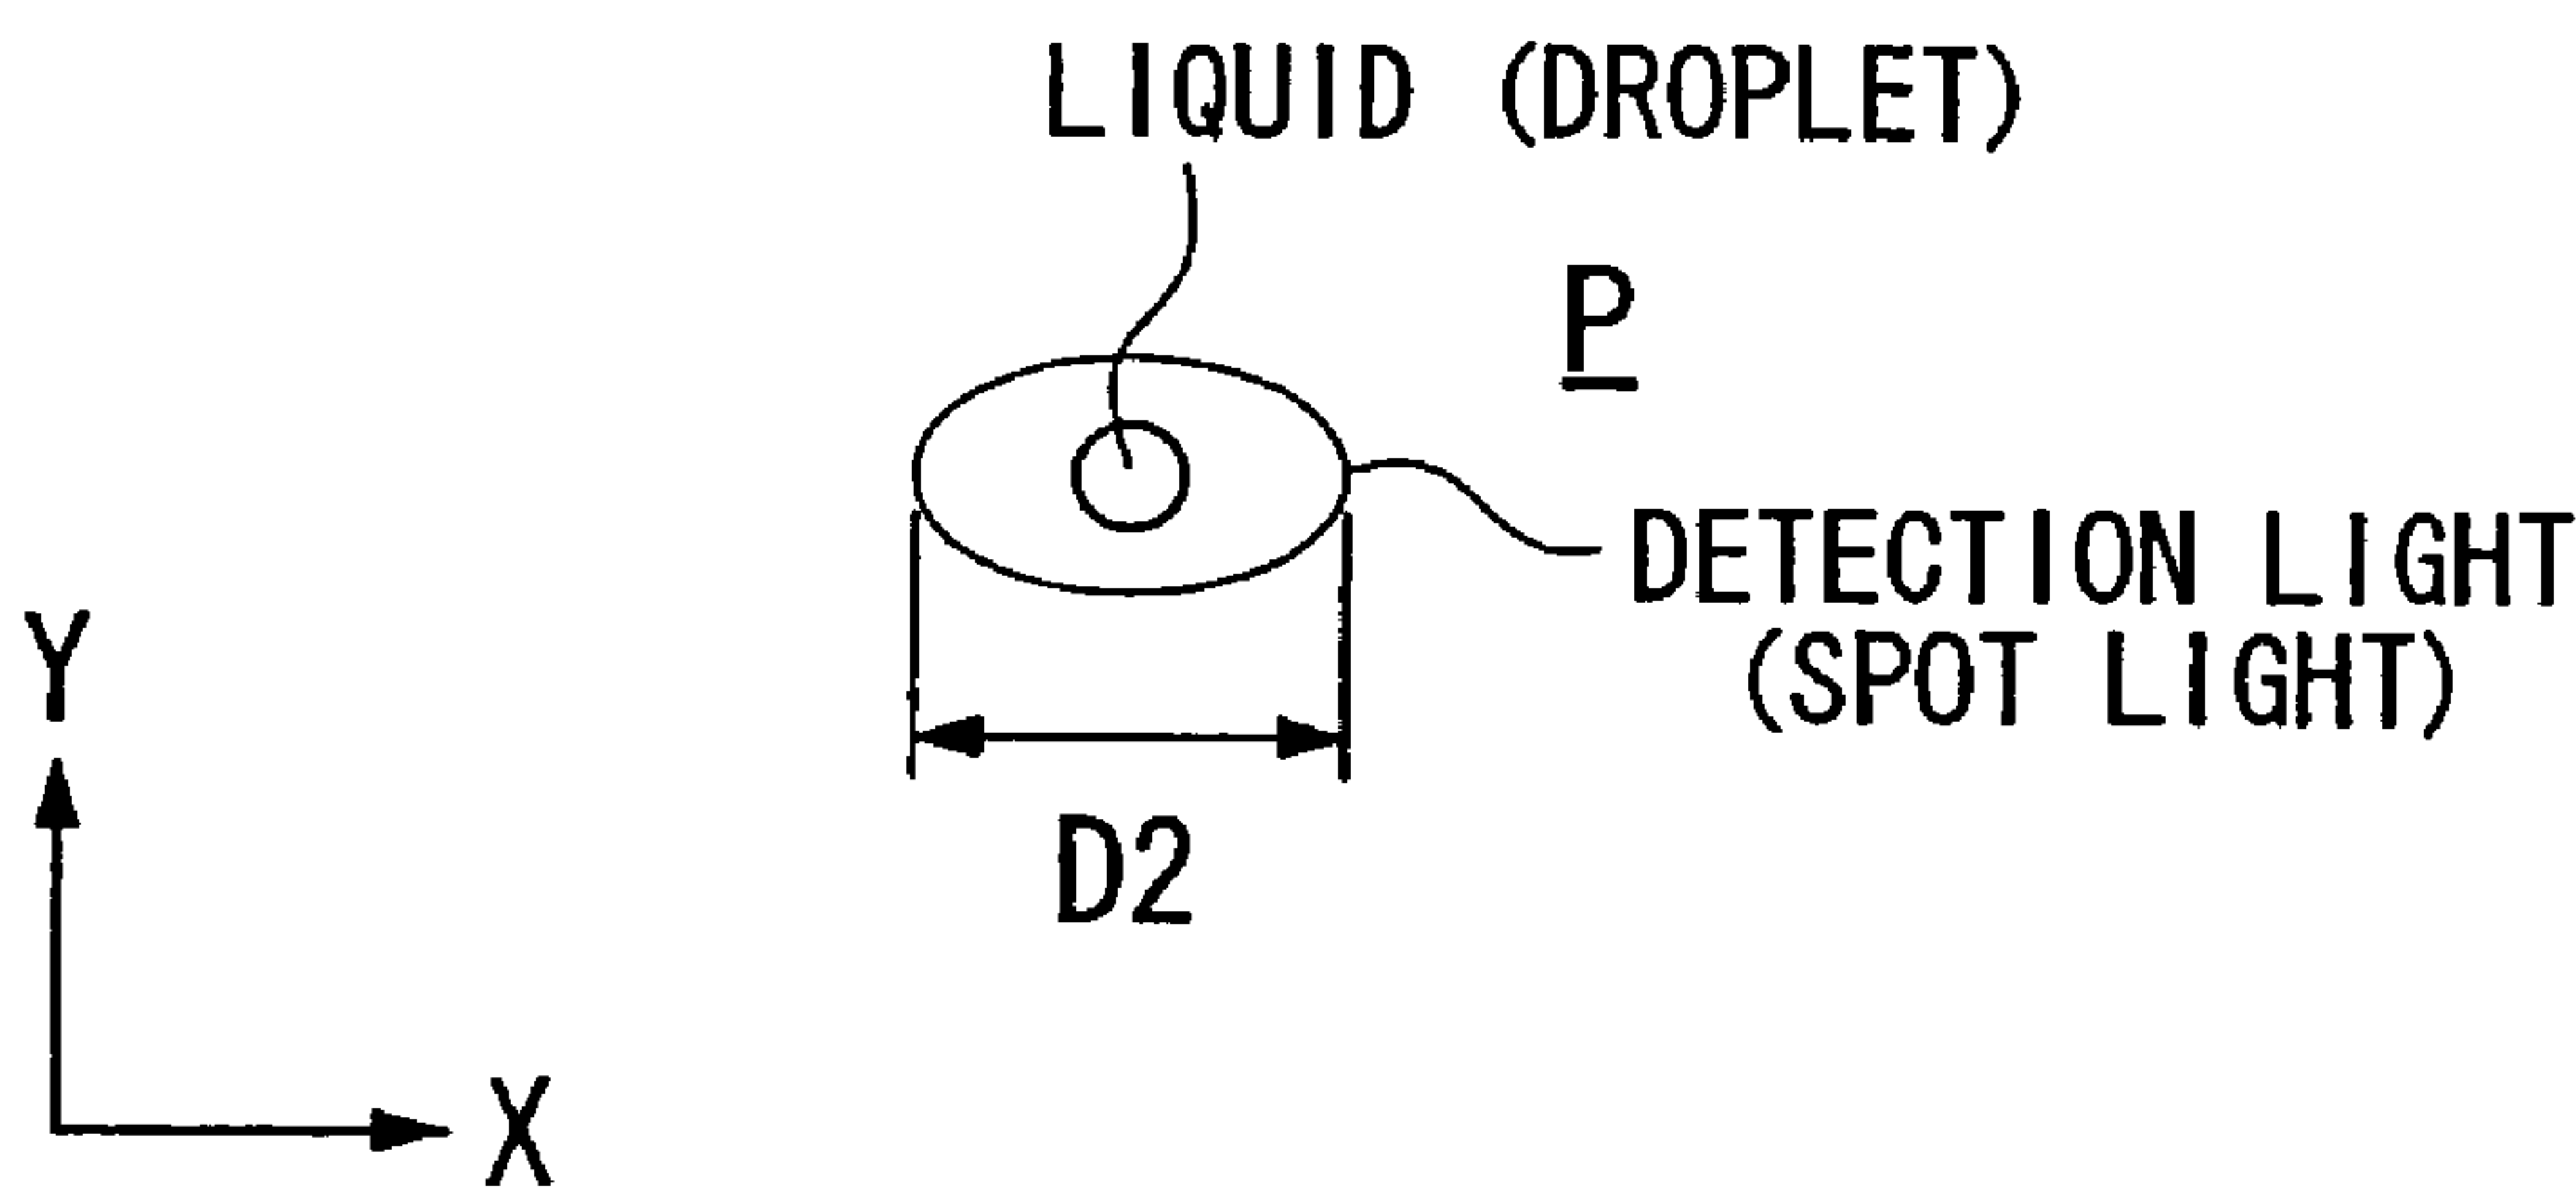 LIQUID (DROPLET)
P
DETECTION LIGHT
(SPOT LIGHT)
Y
D2
X